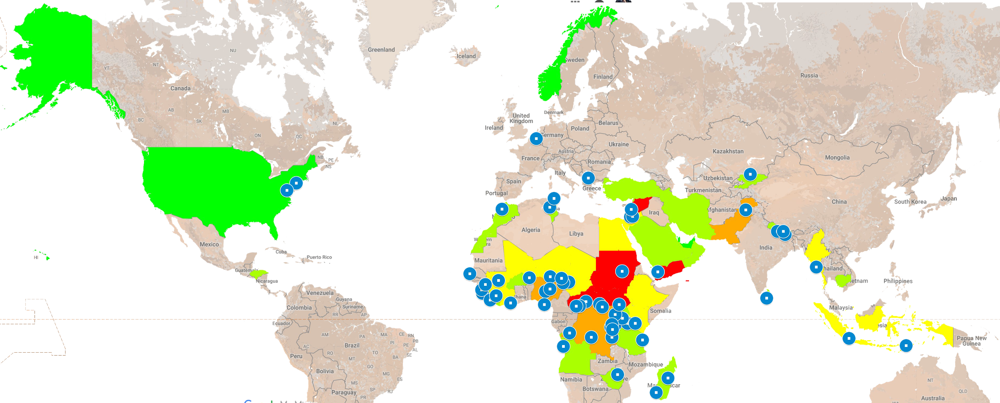 Greenland
Iceland
NU
NT
YT
Canada
AB
MB
SK
BC
ON
QC
NL
NB
PE
NS
Sweden
Finland
Russia
Denmark
United
Kingdom
Ireland
Belarus
Poland
Ukraine
Austria
France
Romania
Italy
Spain
Portugal
Greece
Kazakhstan
Mongolia
Uzbekistan
Turkmenistan
China
South Korea
Japan
Iraq
Algeria
Libya
Mexico
Cuba
Puerto Rico
HI
Mauritania
India
Guatemala
Nicaragua
Venezuela
Guyana
Colombia
Suriname
RR
AP
Ecuador
AM
PA
MA
CE
RN
PB
PI
PE
AL
SE
AC
Brazil
RO
TO
BA
Peru
MT
GO
Bolivia
MG
ES
MS
SP
RJ
Paraguay
PR
Gabon
Somalia
Philippines
Malaysia
Papua New
Guinea
Zambia
Mozambique
Namibia
Botswana
NT
QLD
Australia